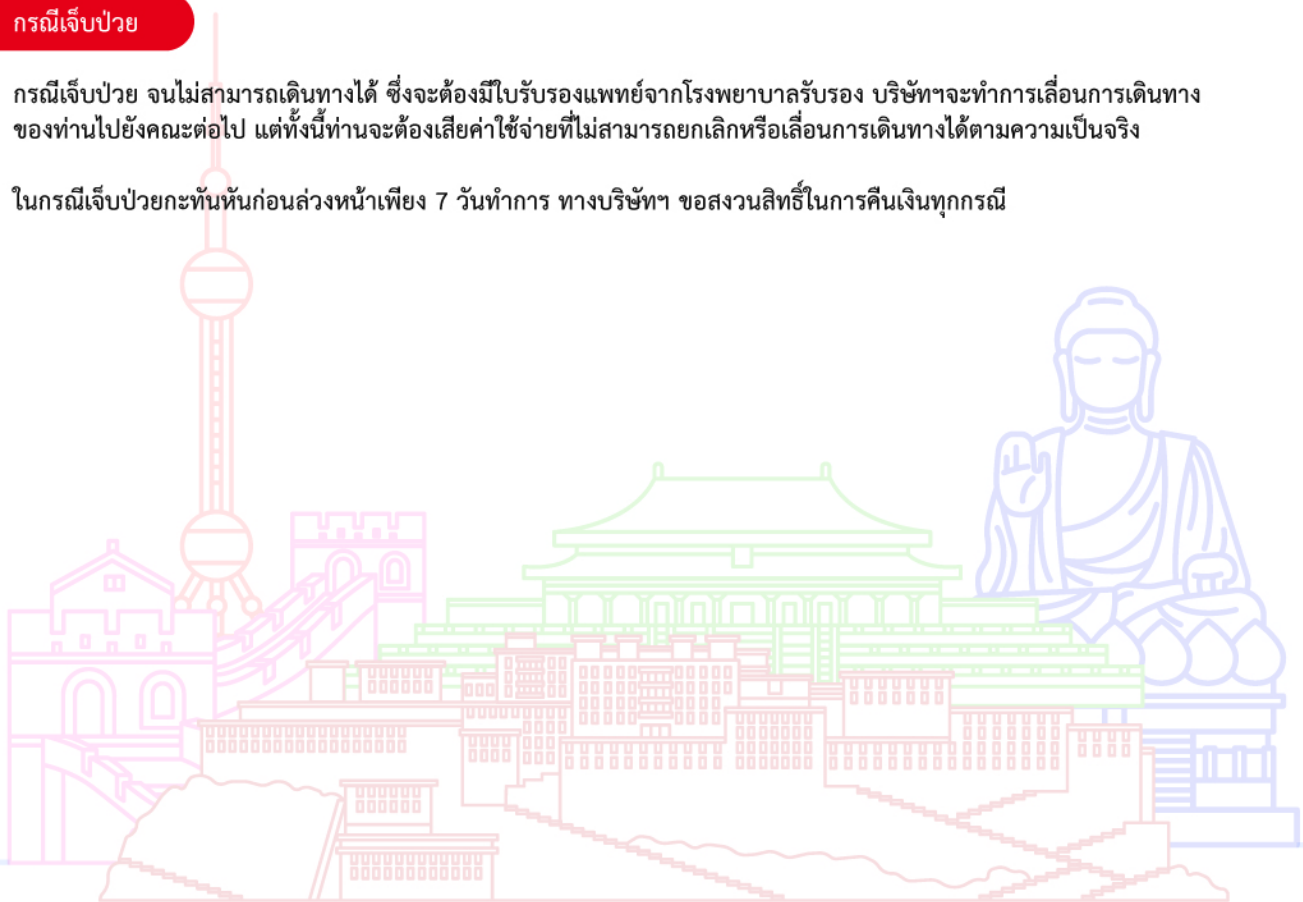 กรณีเจ็บป่วย
กรณีเจ็บป่วย จนไม่สามารถเดินทางได้ ซึ่งจะต้องมีใบรับรองแพทย์จากโรงพยาบาลรับรอง บริษัทฯจะทำการเลื่อนการเดินทาง
ของท่านไปยังคณะต่อไป แต่ทั้งนี้ท่านจะต้องเสียค่าใช้จ่ายที่ไม่สามารถยกเลิกหรือเลื่อนการเดินทางได้ตามความเป็นจริง
ในกรณีเจ็บป่วยกะทันหันก่อนล่วงหน้าเพียง 7 วันทำการ ทางบริษัทฯ ขอสงวนสิทธิ์ในการคืนเงินทุกกรณี